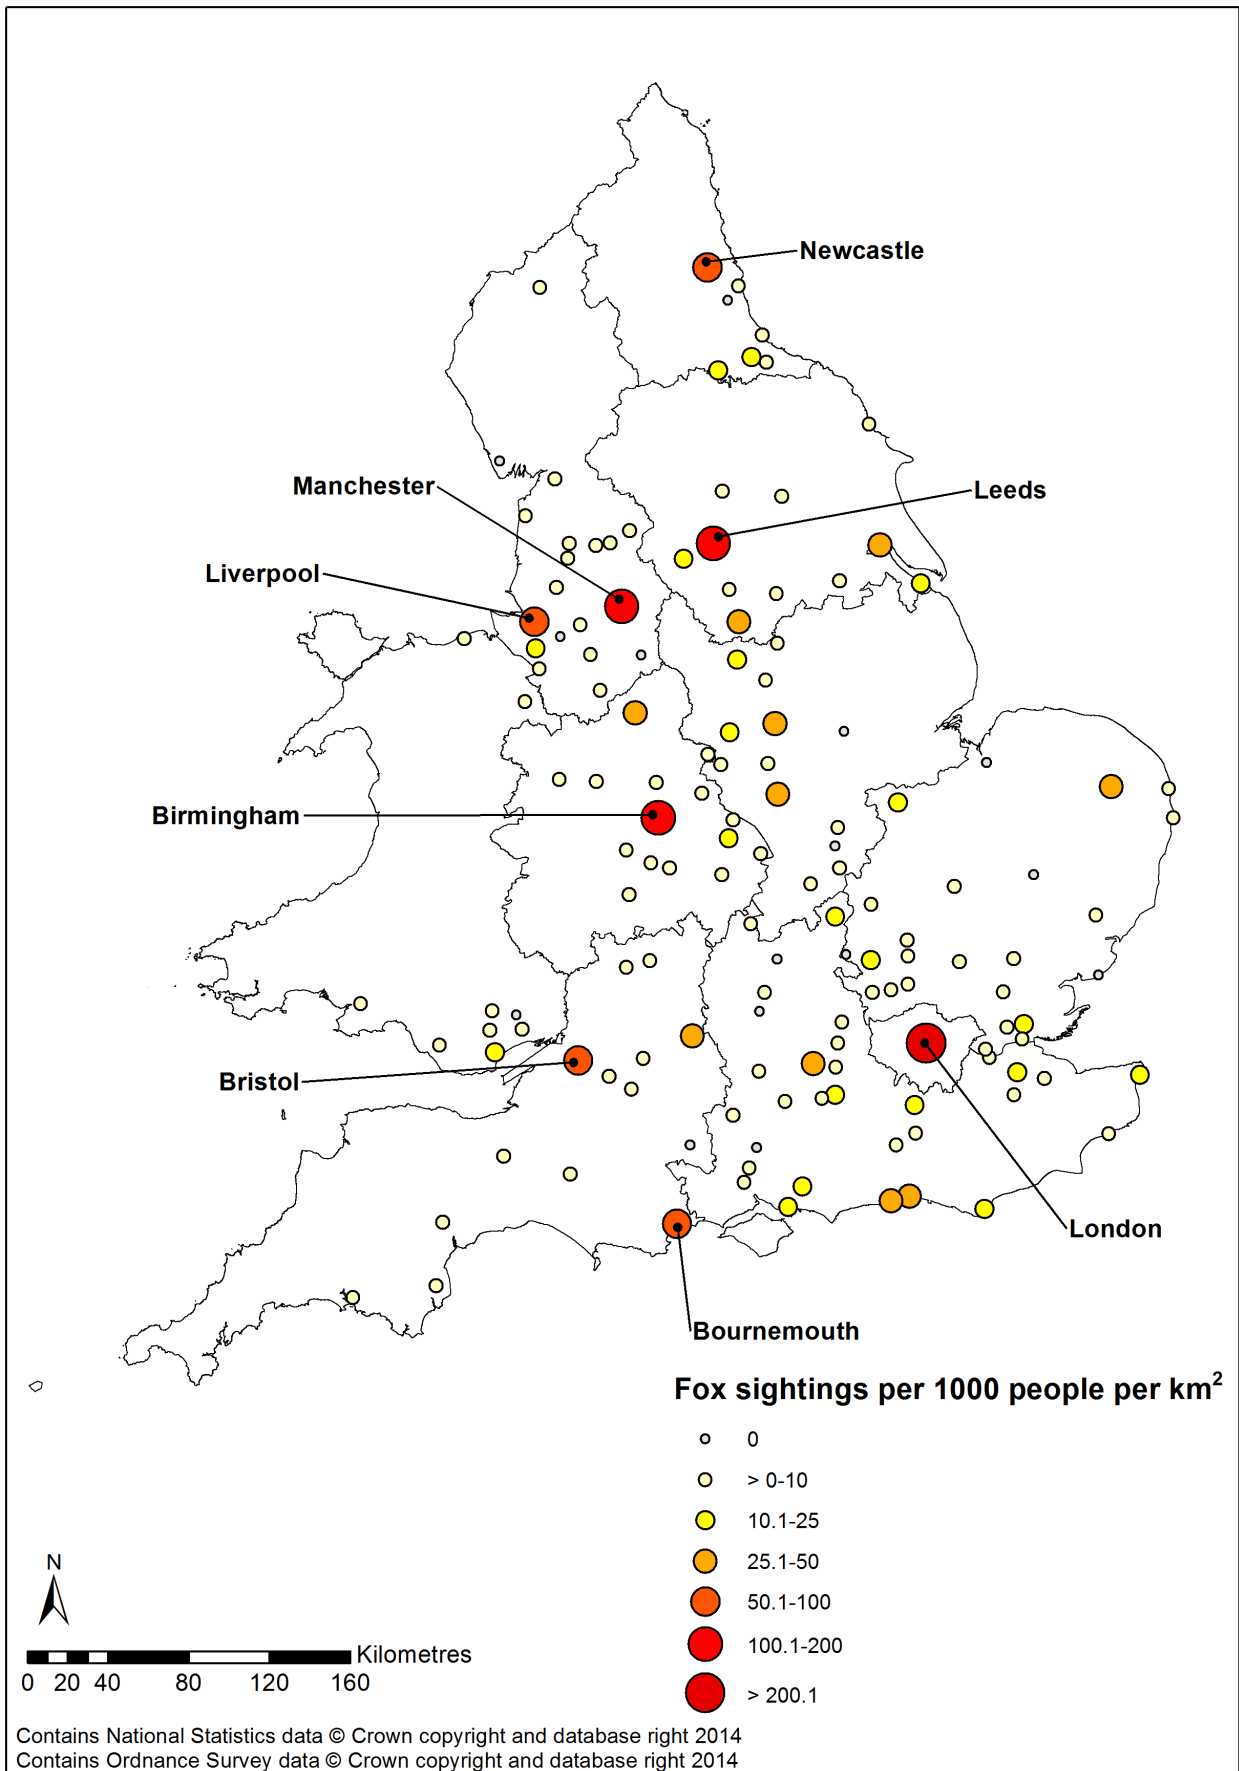 Newcastle
Manchester
Leeds
Liverpool
Birmingham
Bristol
London
Bournemouth
Fox sightings per 1000 people per km²
0
> 0-10
10.1-25
25.1-50
50.1-100
100.1-200
> 200.1
N
Kilometres
0 20 40 80 120 160
Contains National Statistics data © Crown copyright and database right 2014
Contains Ordnance Survey data © Crown copyright and database right 2014